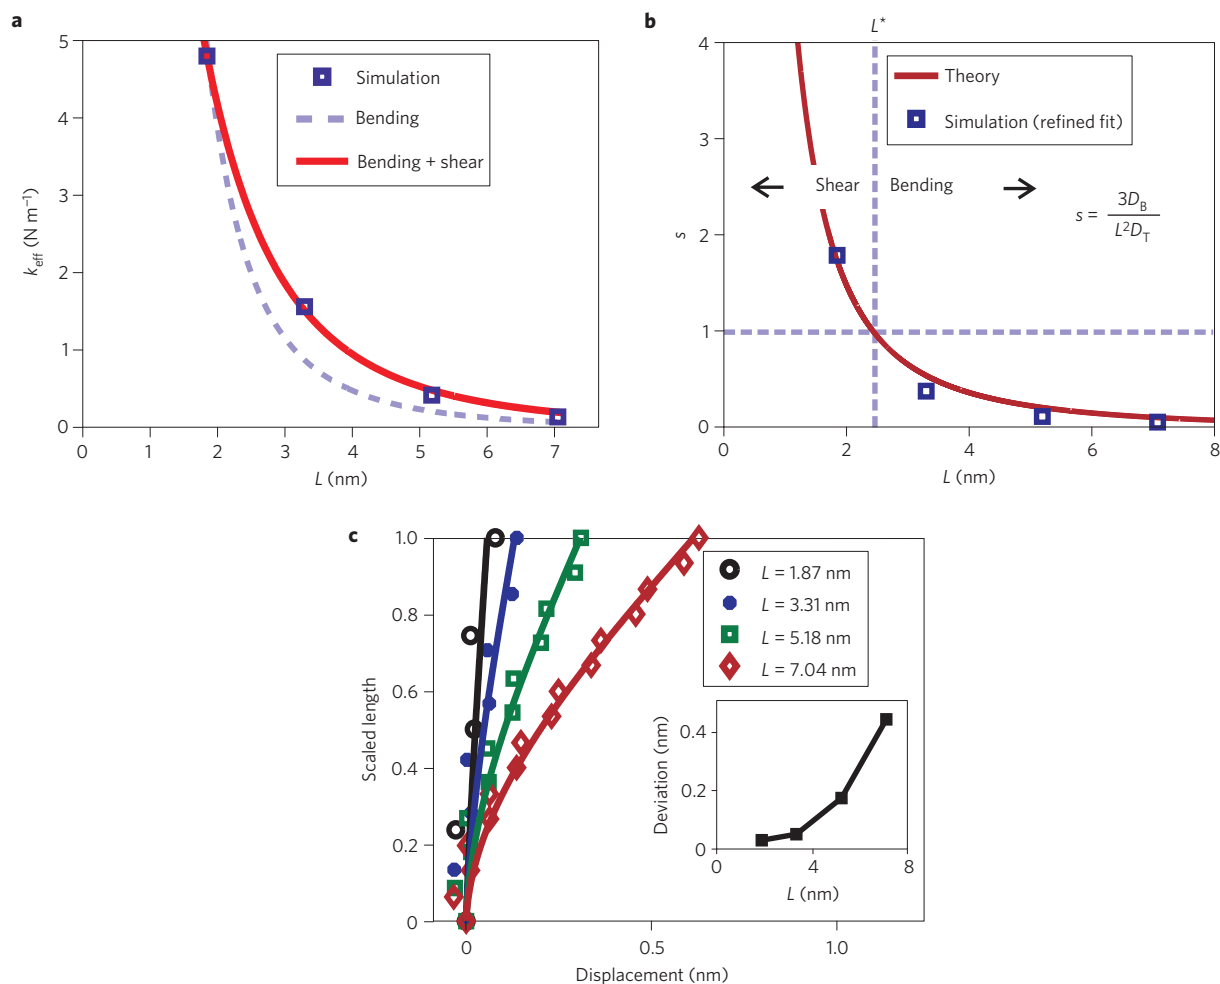 a
5
4
3
2
1
0
k_eff (N m⁻¹)
Simulation
Bending
Bending + shear
0 1 2 3 4 5 6 7
L (nm)
b
L*
4
3
2
1
0
s
Theory
Simulation (refined fit)
Shear Bending
s = 3D_B / L²D_T
0 2 4 6 8
L (nm)
c
1.0
0.8
0.6
0.4
0.2
0
Scaled length
L = 1.87 nm
L = 3.31 nm
L = 5.18 nm
L = 7.04 nm
0.4
0.2
0
Deviation (nm)
0 4 8
L (nm)
0 0.5 1.0
Displacement (nm)